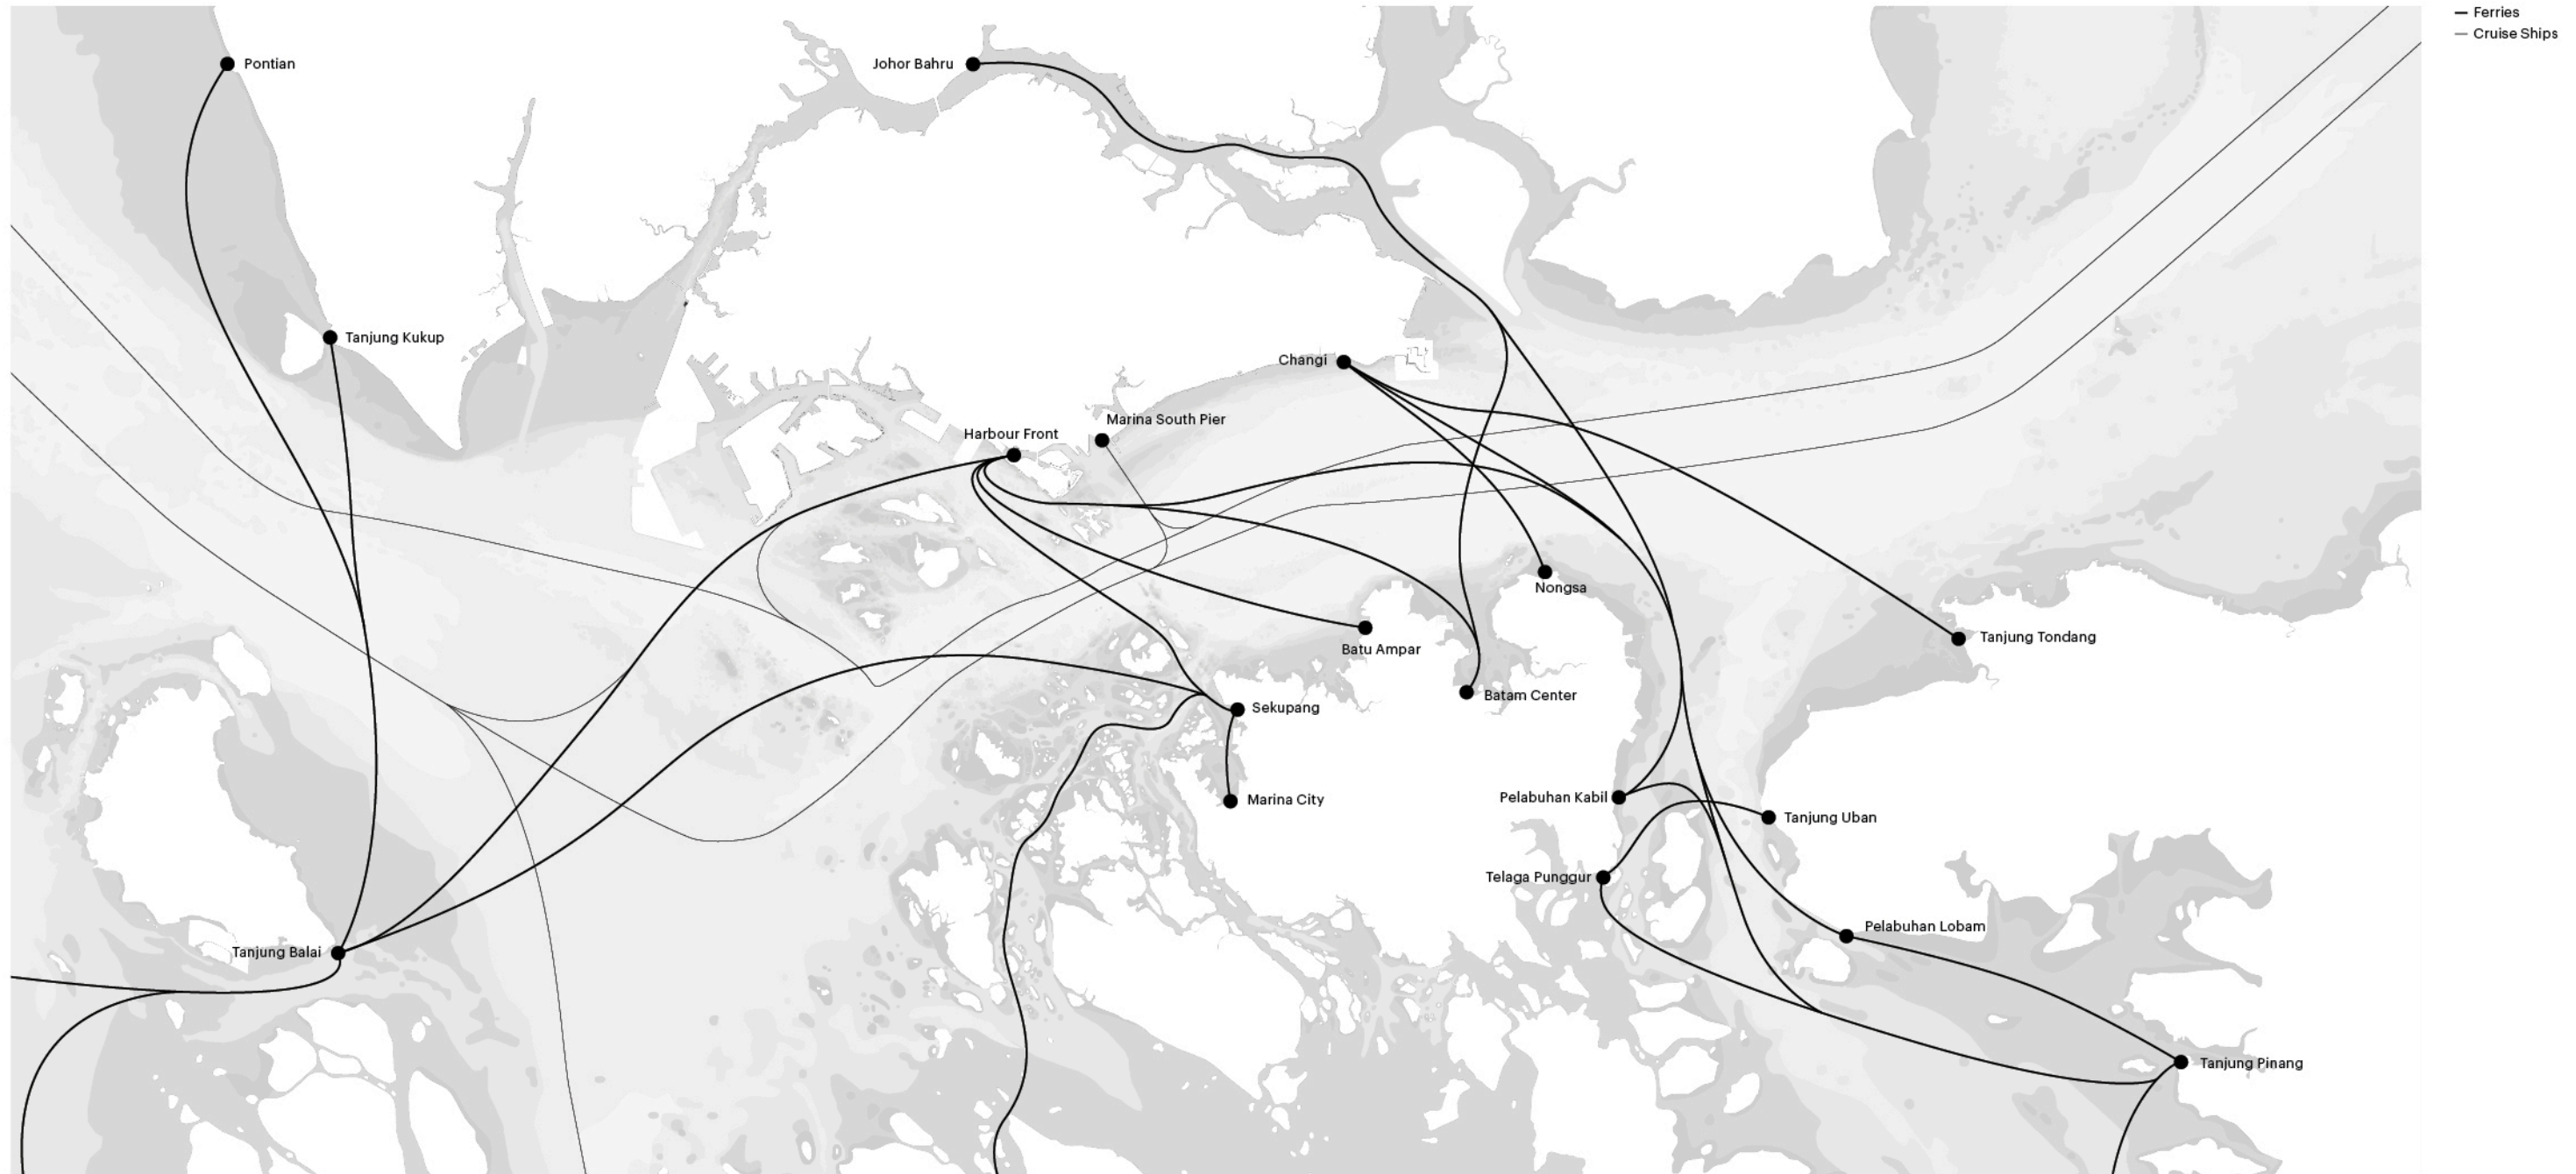 Ferries
Cruise Ships
Pontian
Johor Bahru
Tanjung Kukup
Changi
Marina South Pier
Harbour Front
Nongsa
Tanjung Tondang
Batu Ampar
Batam Center
Sekupang
Marina City
Pelabuhan Kabil
Tanjung Uban
Telaga Punggur
Pelabuhan Lobam
Tanjung Balai
Tanjung Pinang